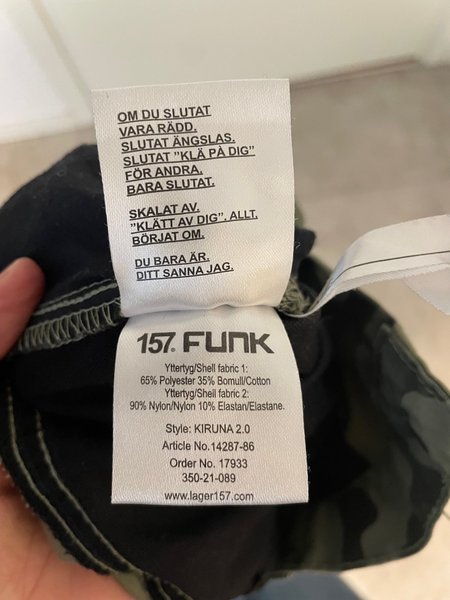 OM DU SLUTAT
VARA RÄDD.
SLUTAT ÄNGSLAS.
SLUTAT ”KLÄ PÅ DIG”
FÖR ANDRA.
BARA SLUTAT.
SKALAT AV.
”KLÄTT AV DIG”. ALLT.
BÖRJAT OM.
DU BARA ÄR.
DITT SANNA JAG.
157. FUNK
Yttertyg/Shell fabric 1:
65% Polyester 35% Bomull/Cotton
Yttertyg/Shell fabric 2:
90% Nylon/Nylon 10% Elastan/Elastane.
Style: KIRUNA 2.0
Article No.14287-86
Order No. 17933
350-21-089
www.lager157.com